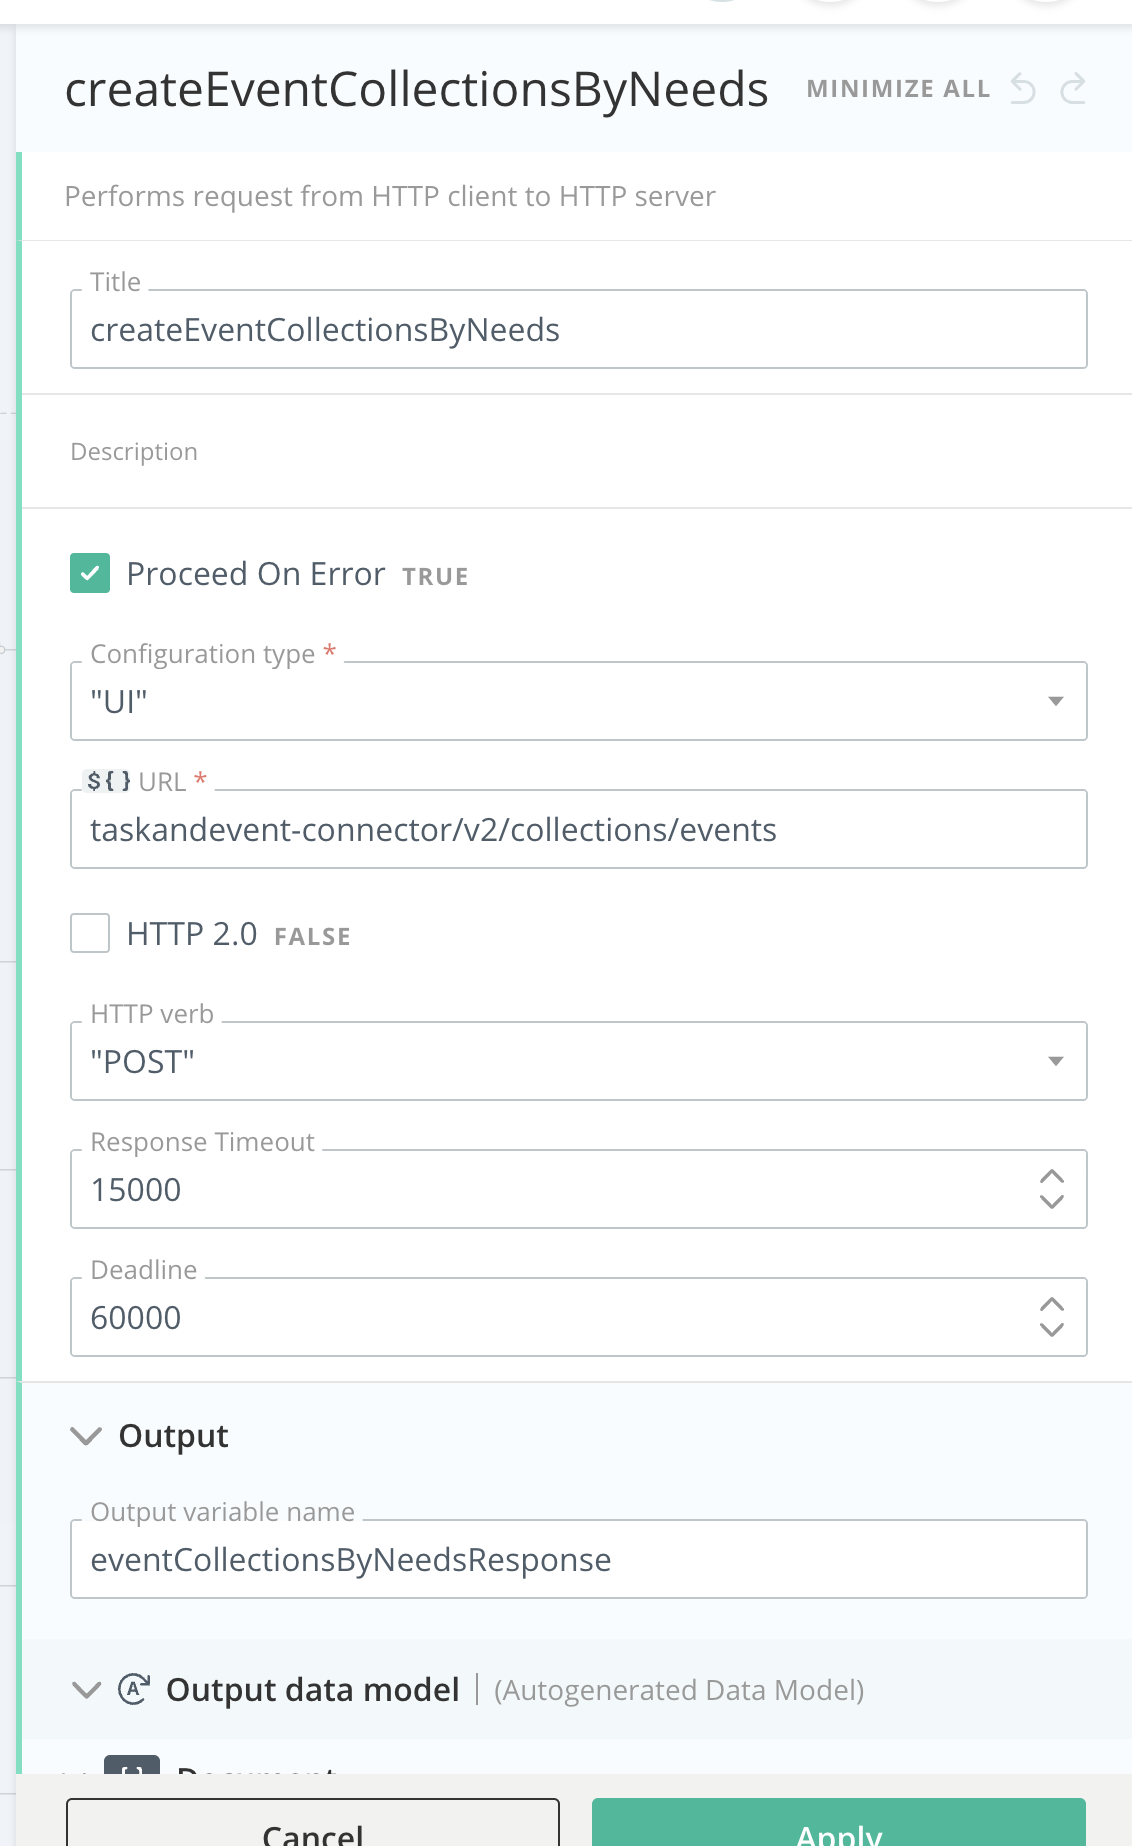 createEventCollectionsByNeeds MINIMIZE ALL
Performs request from HTTP client to HTTP server
Title
createEventCollectionsByNeeds
Description
Proceed On Error TRUE
Configuration type *
"UI"
${ } URL *
taskandevent-connector/v2/collections/events
HTTP 2.0 FALSE
HTTP verb
"POST"
Response Timeout
15000
Deadline
60000
Output
Output variable name
eventCollectionsByNeedsResponse
A Output data model | (Autogenerated Data Model)
Document
Cancel Apply